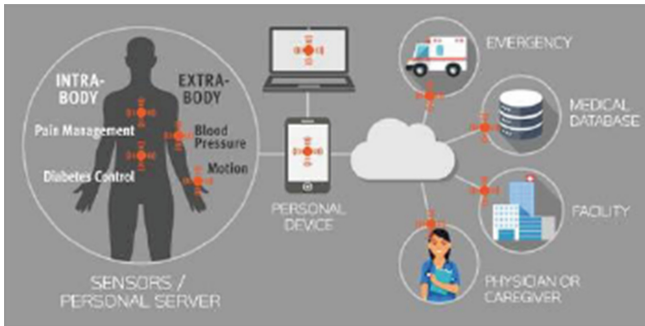 INTRA-
BODY
EXTRA-
BODY
Pain Management
Blood
Pressure
Diabetes Control
Motion
SENSORS /
PERSONAL SERVER
PERSONAL
DEVICE
EMERGENCY
MEDICAL
DATABASE
FACILITY
PHYSICIAN OR
CAREGIVER